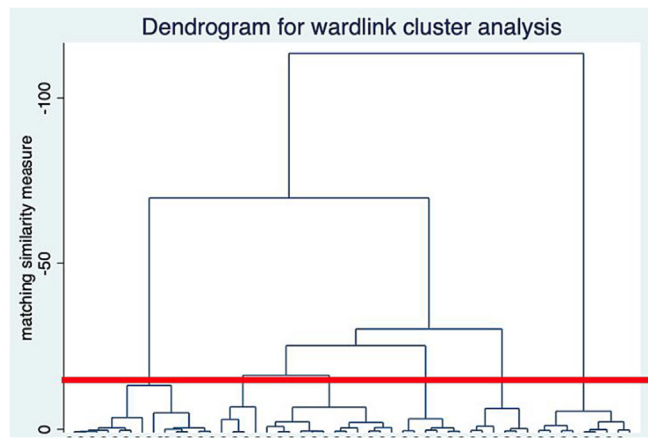 Dendrogram for wardlink cluster analysis
matching similarity measure
-100
-50
0